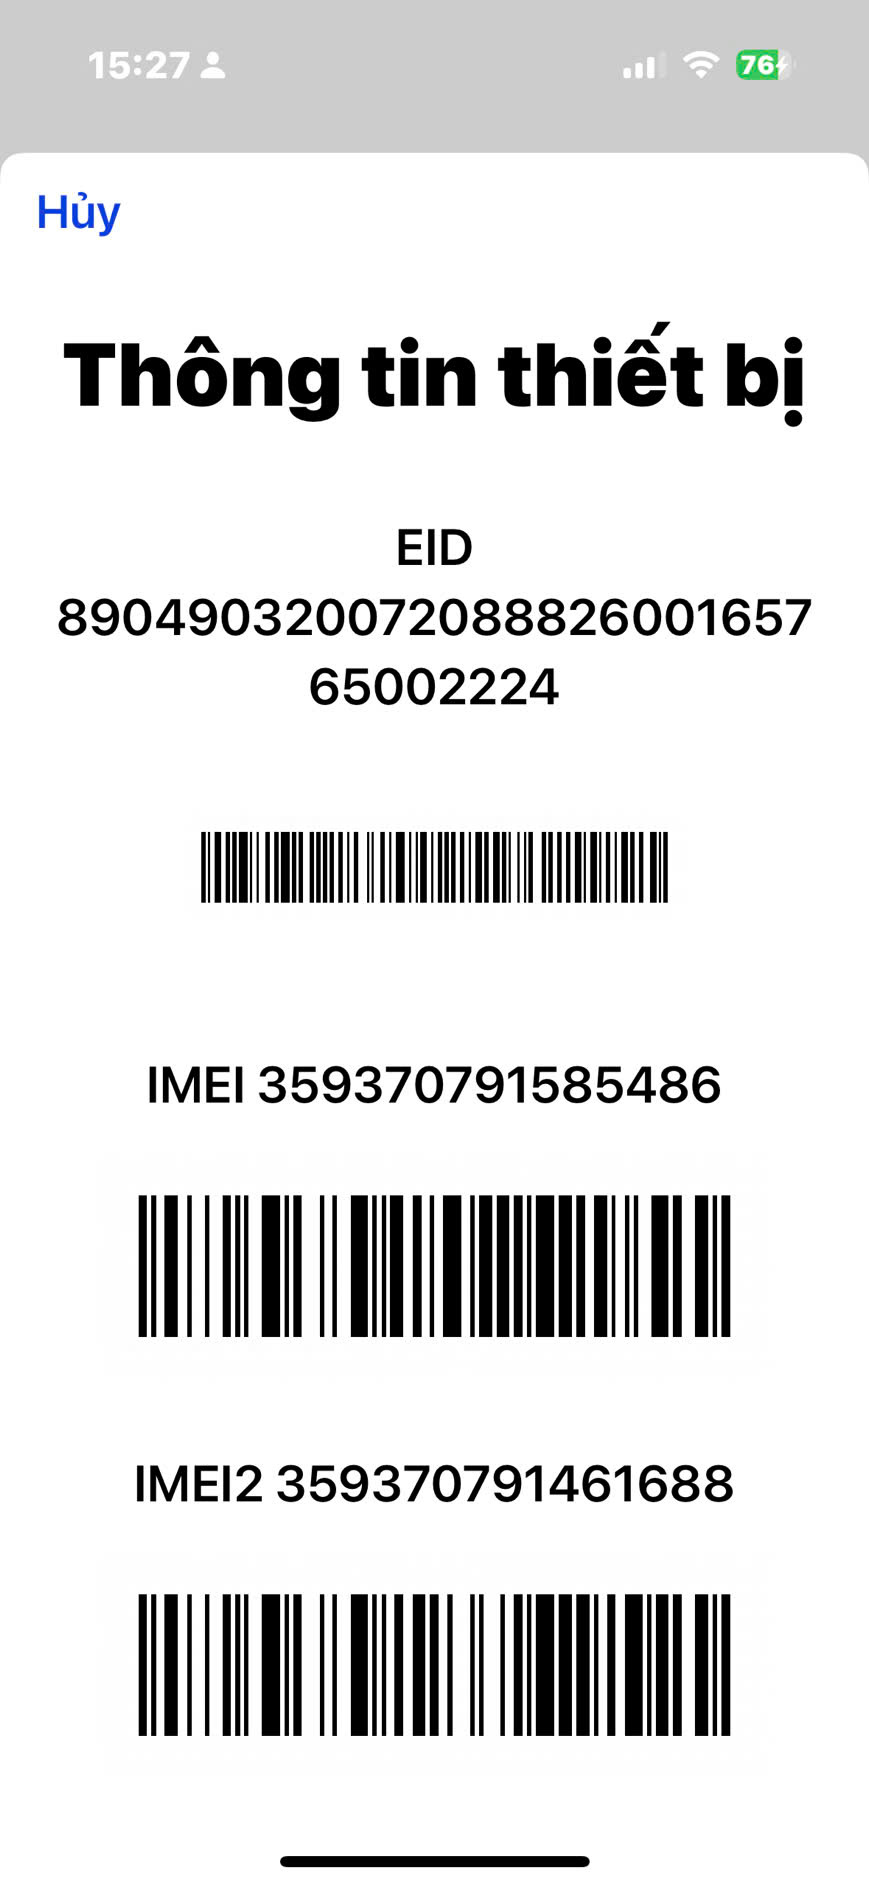 15:27
76
Hủy
Thông tin thiết bị
EID
890490320072088826001657
65002224
IMEI 359370791585486
IMEI2 359370791461688